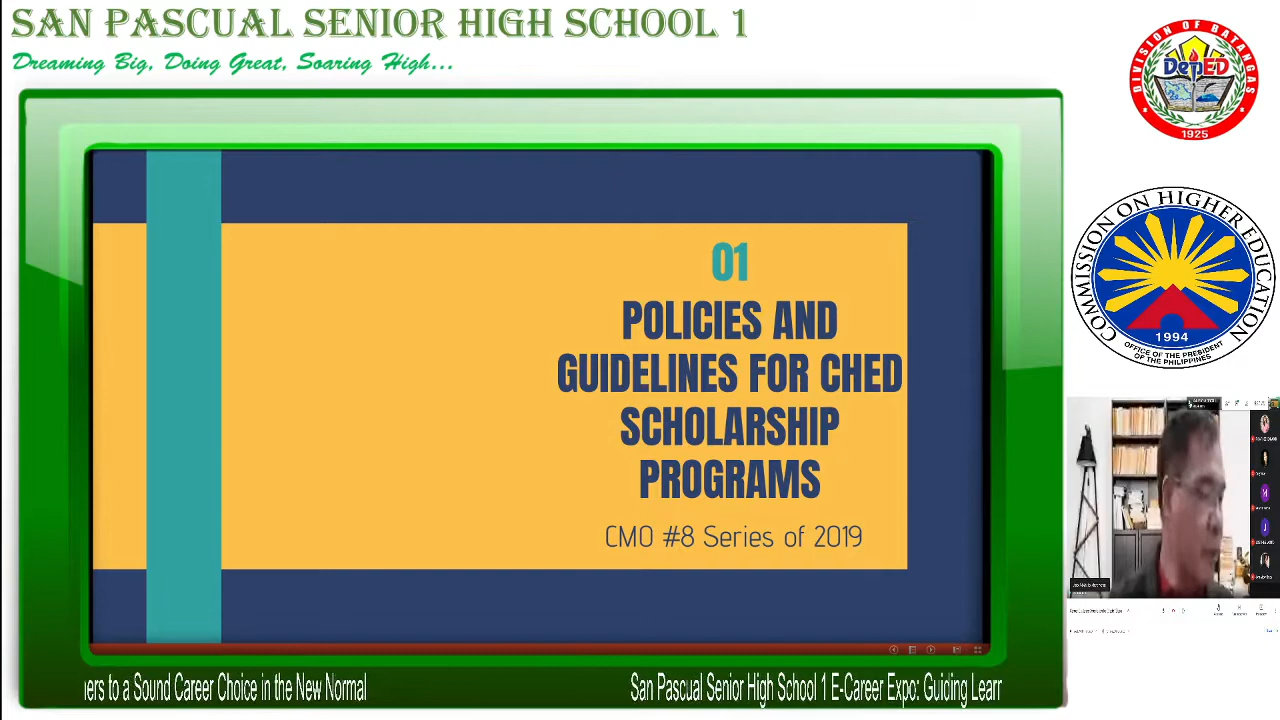 SAN PASCUAL SENIOR HIGH SCHOOL 1
Dreaming Big, Doing Great, Soaring High...
DIVISION OF BATANGAS
DepED
1925
COMMISSION ON HIGHER EDUCATION
1994
OFFICE OF THE PRESIDENT
OF THE PHILIPPINES
01
POLICIES AND
GUIDELINES FOR CHED
SCHOLARSHIP
PROGRAMS
CMO #8 Series of 2019
ners to a Sound Career Choice in the New Normal
San Pascual Senior High School 1 E-Career Expo: Guiding Learr